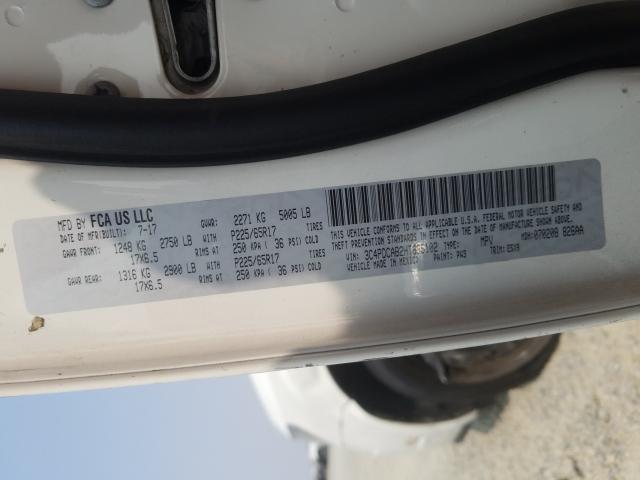 MFD BY FCA US LLC
DATE OF MFR(BUILT): 7-17 GVWR: 2271 KG 5005 LB
GAWR FRONT: 1248 KG 2750 LB WITH P225/65R17 TIRES
17X6.5 RIMS AT 250 KPA ( 36 PSI) COLD
GAWR REAR: 1316 KG 2900 LB WITH P225/65R17 TIRES
17X6.5 RIMS AT 250 KPA ( 36 PSI) COLD
THIS VEHICLE CONFORMS TO ALL APPLICABLE U.S.A. FEDERAL MOTOR VEHICLE SAFETY AND
THEFT PREVENTION STANDARDS IN EFFECT ON THE DATE OF MANUFACTURE SHOWN ABOVE.
VIN: TYPE: MPV MDH: 070208 826AA
VEHICLE MADE IN MEXICO PAINT: PW3 TRIM: